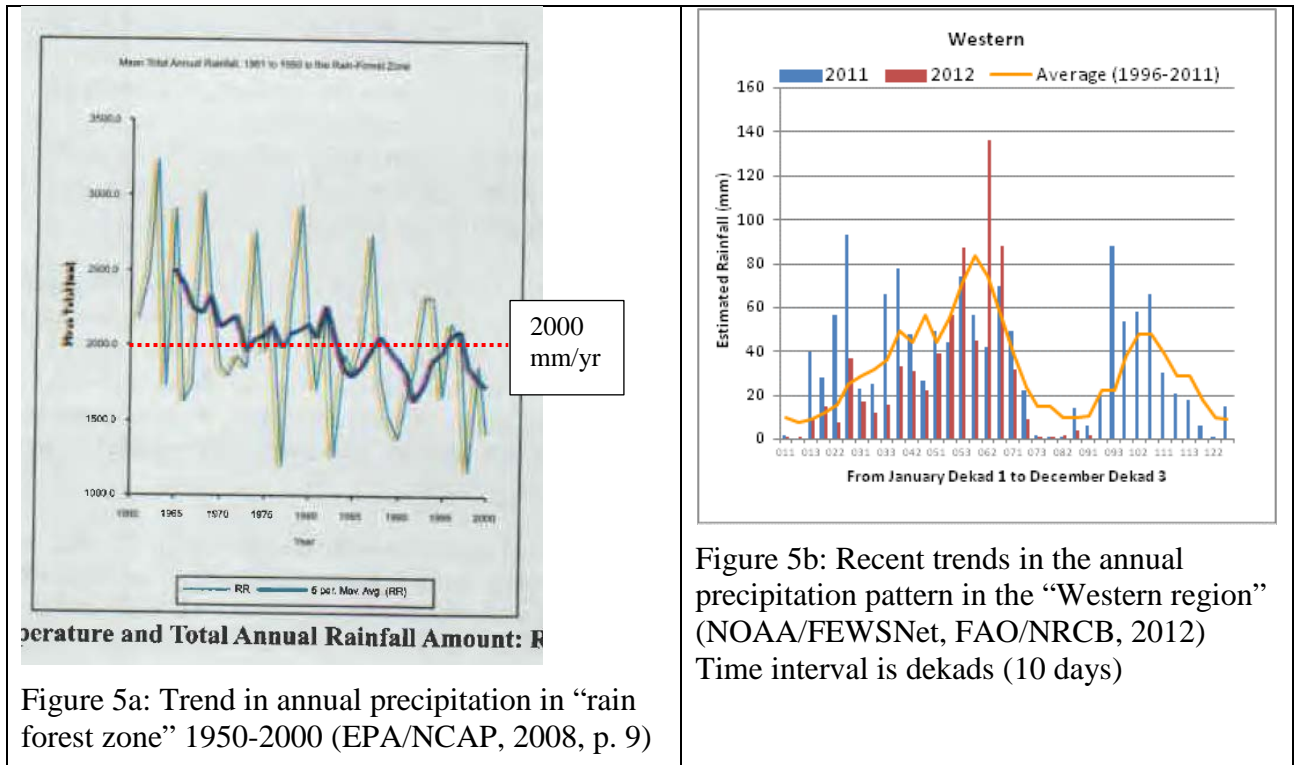 Mean Total Annual Rainfall, 1961 to 1990 in the Rain-Forest Zone
3500.0
3000.0
2500.0
2000.0
1500.0
1000.0
1965
1970
1975
1980
1985
1990
1995
2000
Year
RR
5 per. Mov. Avg. (RR)
2000
mm/yr
perature and Total Annual Rainfall Amount: R
Figure 5a: Trend in annual precipitation in “rain
forest zone” 1950-2000 (EPA/NCAP, 2008, p. 9)
Western
2011 2012 Average (1996-2011)
Estimated Rainfall (mm)
160
140
120
100
80
60
40
20
0
011 013 022 031 033 042 051 053 062 071 073 082 091 093 102 111 113 122
From January Dekad 1 to December Dekad 3
Figure 5b: Recent trends in the annual
precipitation pattern in the “Western region”
(NOAA/FEWSNet, FAO/NRCB, 2012)
Time interval is dekads (10 days)